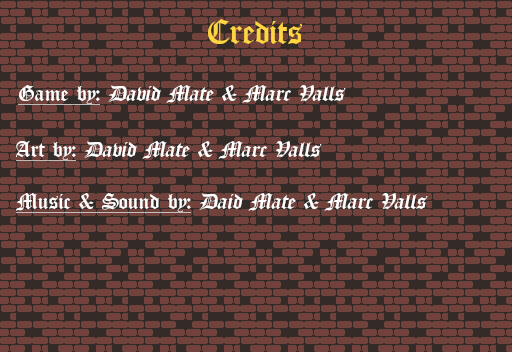 Credits
Game by: David Mate & Marc Valls
Art by: David Mate & Marc Valls
Music & Sound by: Daid Mate & Marc Valls